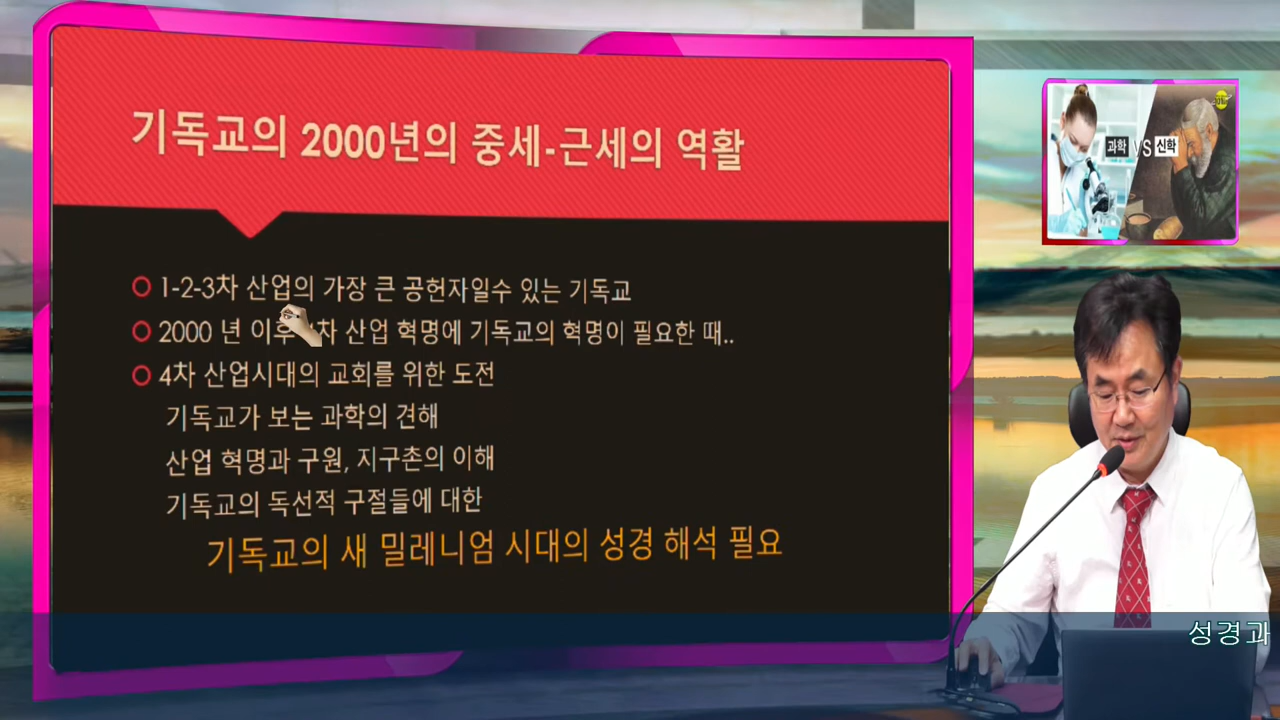 기독교의 2000년의 중세-근세의 역활
1-2-3차 산업의 가장 큰 공헌자일수 있는 기독교
2000 년 이후 차 산업 혁명에 기독교의 혁명이 필요한 때..
4차 산업시대의 교회를 위한 도전
기독교가 보는 과학의 견해
산업 혁명과 구원, 지구촌의 이해
기독교의 독선적 구절들에 대한
기독교의 새 밀레니엄 시대의 성경 해석 필요
과학 VS 신학
성경과